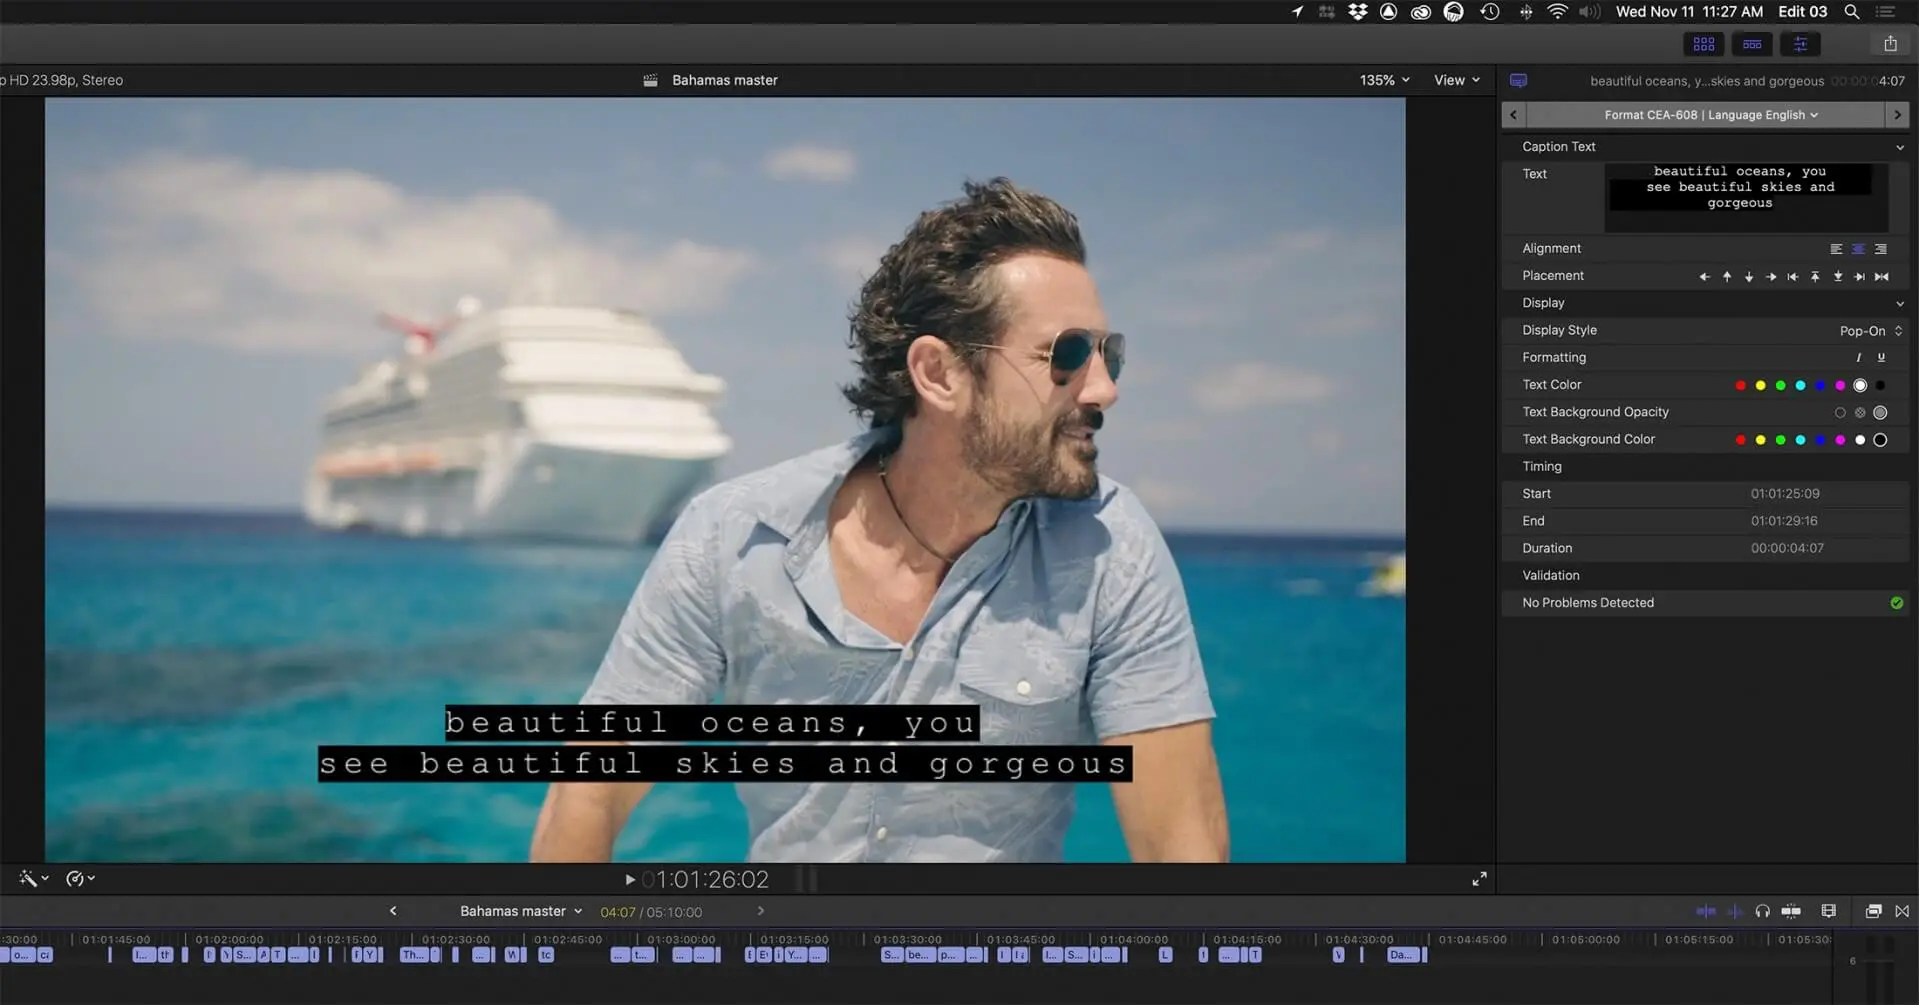 Wed Nov 11 11:27 AM Edit 03
p HD 23.98p, Stereo
Bahamas master
135%
View
beautiful oceans, y...skies and gorgeous
00:00:04:07
Format CEA-608 | Language English
Caption Text
Text
beautiful oceans, you
see beautiful skies and
gorgeous
Alignment
Placement
Display
Display Style
Pop-On
Formatting
I U
Text Color
Text Background Opacity
Text Background Color
Timing
Start
01:01:25:09
End
01:01:29:16
Duration
00:00:04:07
Validation
No Problems Detected
beautiful oceans, you
see beautiful skies and gorgeous
01:01:26:02
Bahamas master
04:07 / 05:10:00
:30:00
01:01:45:00
01:02:00:00
01:02:15:00
01:02:30:00
01:02:45:00
01:03:00:00
01:03:15:00
01:03:30:00
01:03:45:00
01:04:00:00
01:04:15:00
01:04:30:00
01:04:45:00
01:05:00:00
01:05:15:00
01:05:30:
6